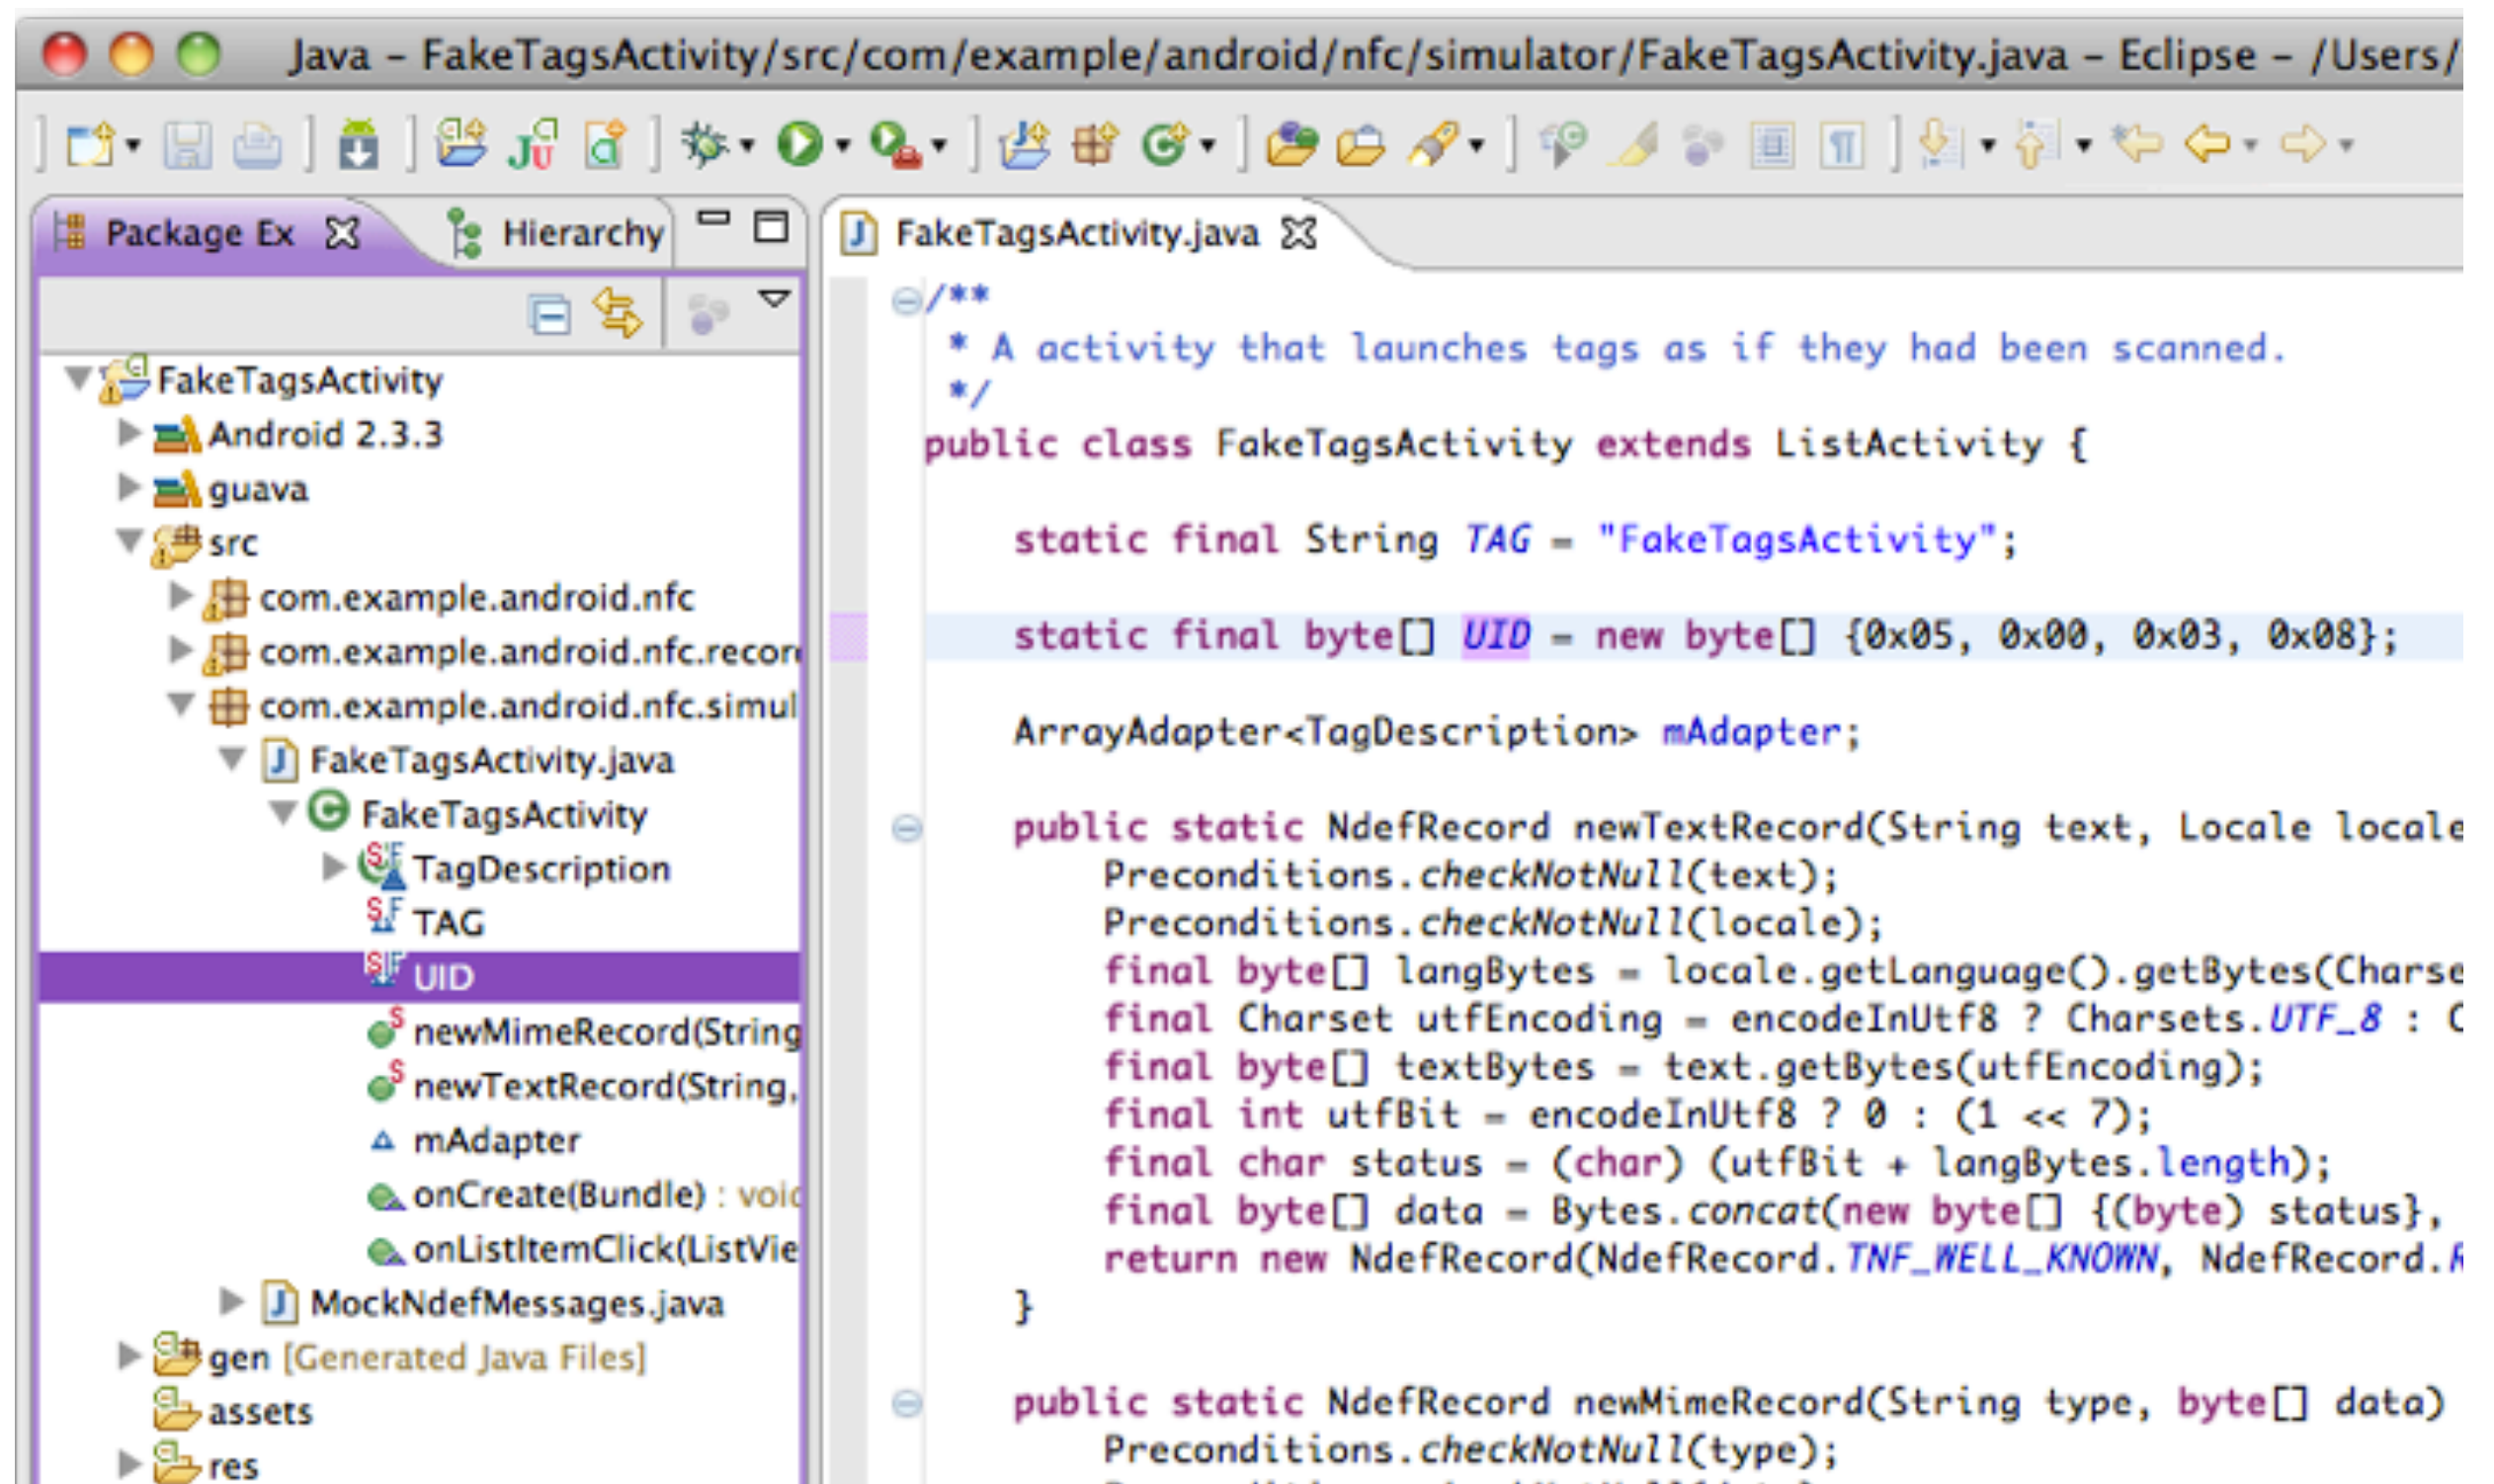 Java – FakeTagsActivity/src/com/example/android/nfc/simulator/FakeTagsActivity.java – Eclipse – /Users/
Package Ex
Hierarchy
FakeTagsActivity
Android 2.3.3
guava
src
com.example.android.nfc
com.example.android.nfc.recor
com.example.android.nfc.simul
FakeTagsActivity.java
FakeTagsActivity
TagDescription
TAG
UID
newMimeRecord(String
newTextRecord(String,
mAdapter
onCreate(Bundle) : void
onListItemClick(ListVie
MockNdefMessages.java
gen [Generated Java Files]
assets
res
FakeTagsActivity.java
/**
* A activity that launches tags as if they had been scanned.
*/
public class FakeTagsActivity extends ListActivity {
static final String TAG = "FakeTagsActivity";
static final byte[] UID = new byte[] {0x05, 0x00, 0x03, 0x08};
ArrayAdapter<TagDescription> mAdapter;
public static NdefRecord newTextRecord(String text, Locale locale
Preconditions.checkNotNull(text);
Preconditions.checkNotNull(locale);
final byte[] langBytes = locale.getLanguage().getBytes(Charse
final Charset utfEncoding = encodeInUtf8 ? Charsets.UTF_8 : C
final byte[] textBytes = text.getBytes(utfEncoding);
final int utfBit = encodeInUtf8 ? 0 : (1 << 7);
final char status = (char) (utfBit + langBytes.length);
final byte[] data = Bytes.concat(new byte[] {(byte) status},
return new NdefRecord(NdefRecord.TNF_WELL_KNOWN, NdefRecord.R
}
public static NdefRecord newMimeRecord(String type, byte[] data)
Preconditions.checkNotNull(type);